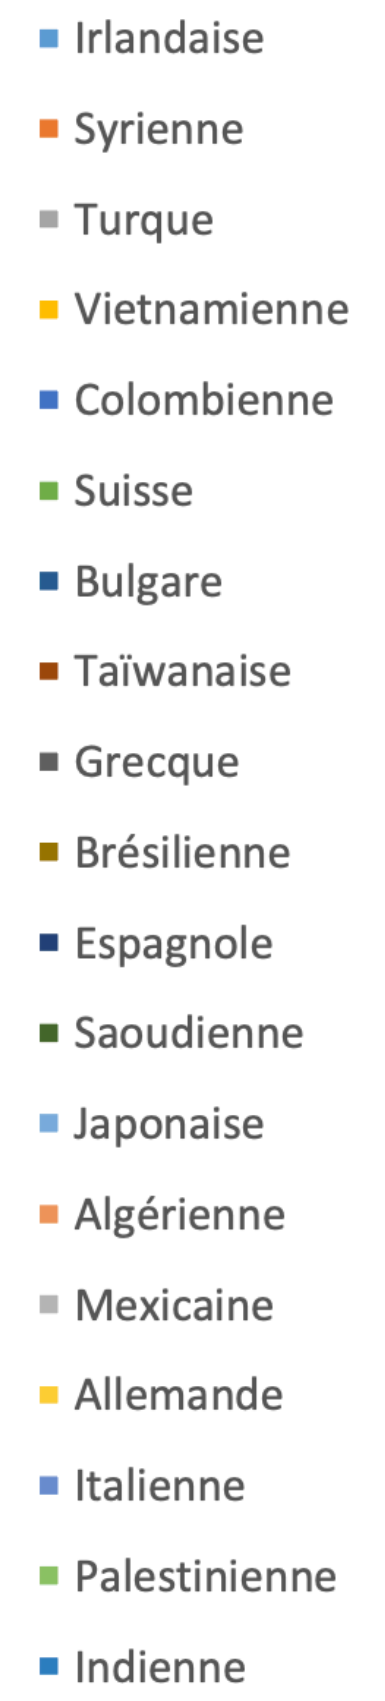 Irlandaise
Syrienne
Turque
Vietnamienne
Colombienne
Suisse
Bulgare
Taïwanaise
Grecque
Brésilienne
Espagnole
Saoudienne
Japonaise
Algérienne
Mexicaine
Allemande
Italienne
Palestinienne
Indienne